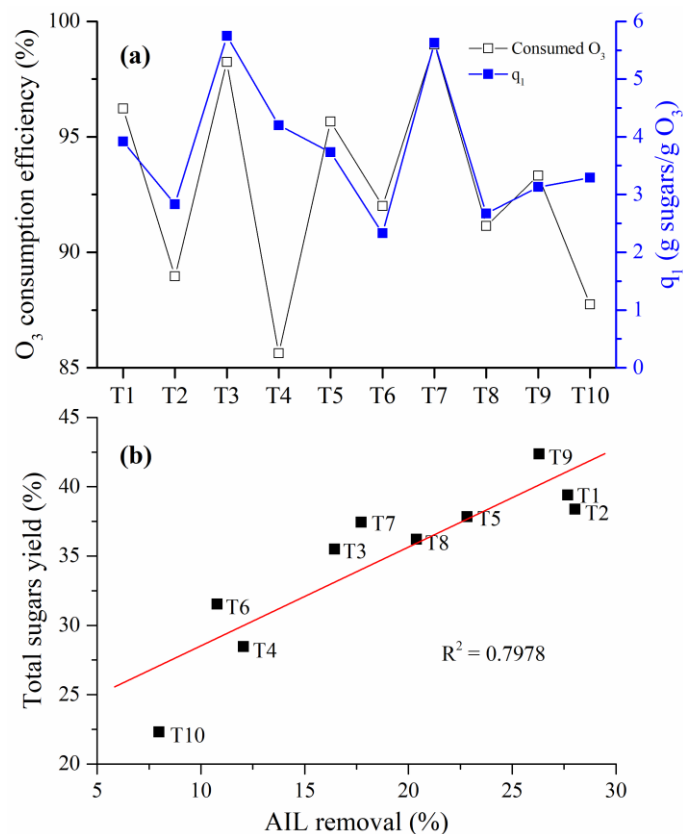 100
95
90
85
O₃ consumption efficiency (%)
(a)
Consumed O₃
q₁
6
5
4
3
2
1
0
q₁ (g sugars/g O₃)
T1 T2 T3 T4 T5 T6 T7 T8 T9 T10
45
40
35
30
25
20
Total sugars yield (%)
(b)
T9
T1
T2
T7
T5
T8
T3
T6
T4
R² = 0.7978
T10
5 10 15 20 25 30
AIL removal (%)